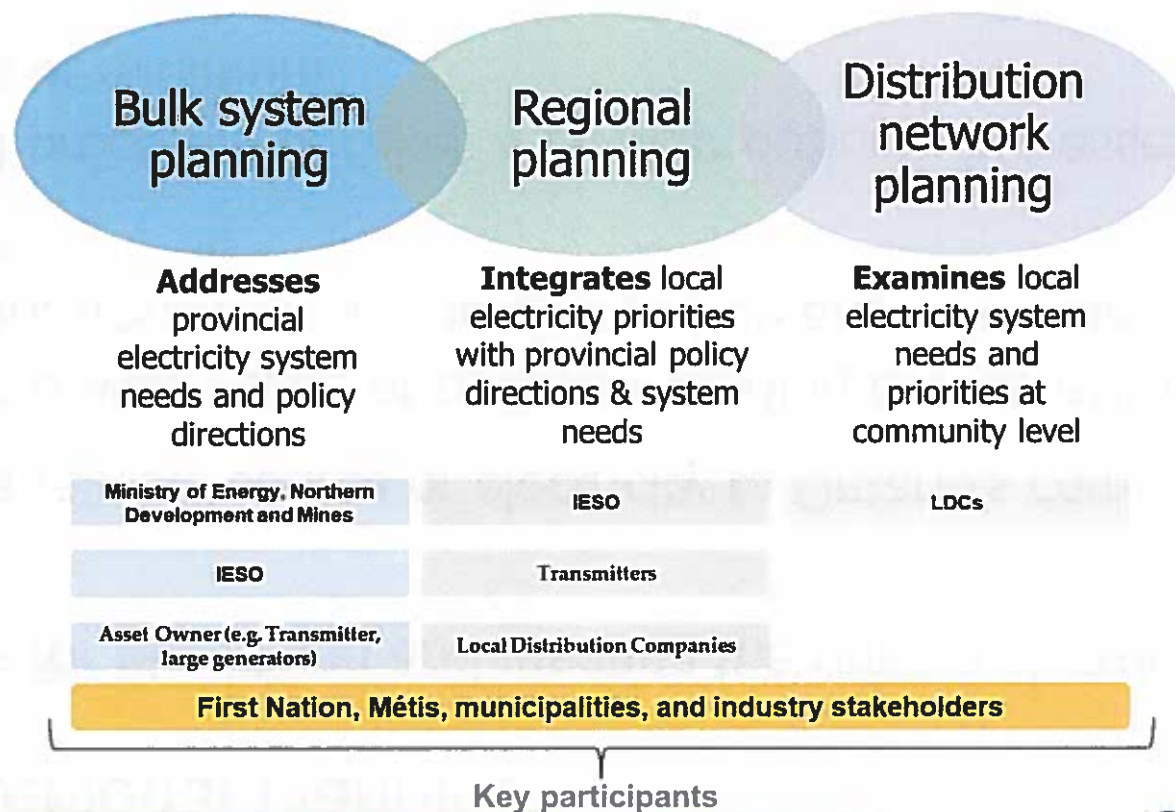 Bulk system
planning
Regional
planning
Distribution
network
planning
Addresses
provincial
electricity system
needs and policy
directions
Integrates local
electricity priorities
with provincial policy
directions & system
needs
Examines local
electricity system
needs and
priorities at
community level
Ministry of Energy, Northern
Development and Mines
IESO
LDCs
IESO
Transmitters
Asset Owner (e.g. Transmitter,
large generators)
Local Distribution Companies
First Nation, Métis, municipalities, and industry stakeholders
Key participants